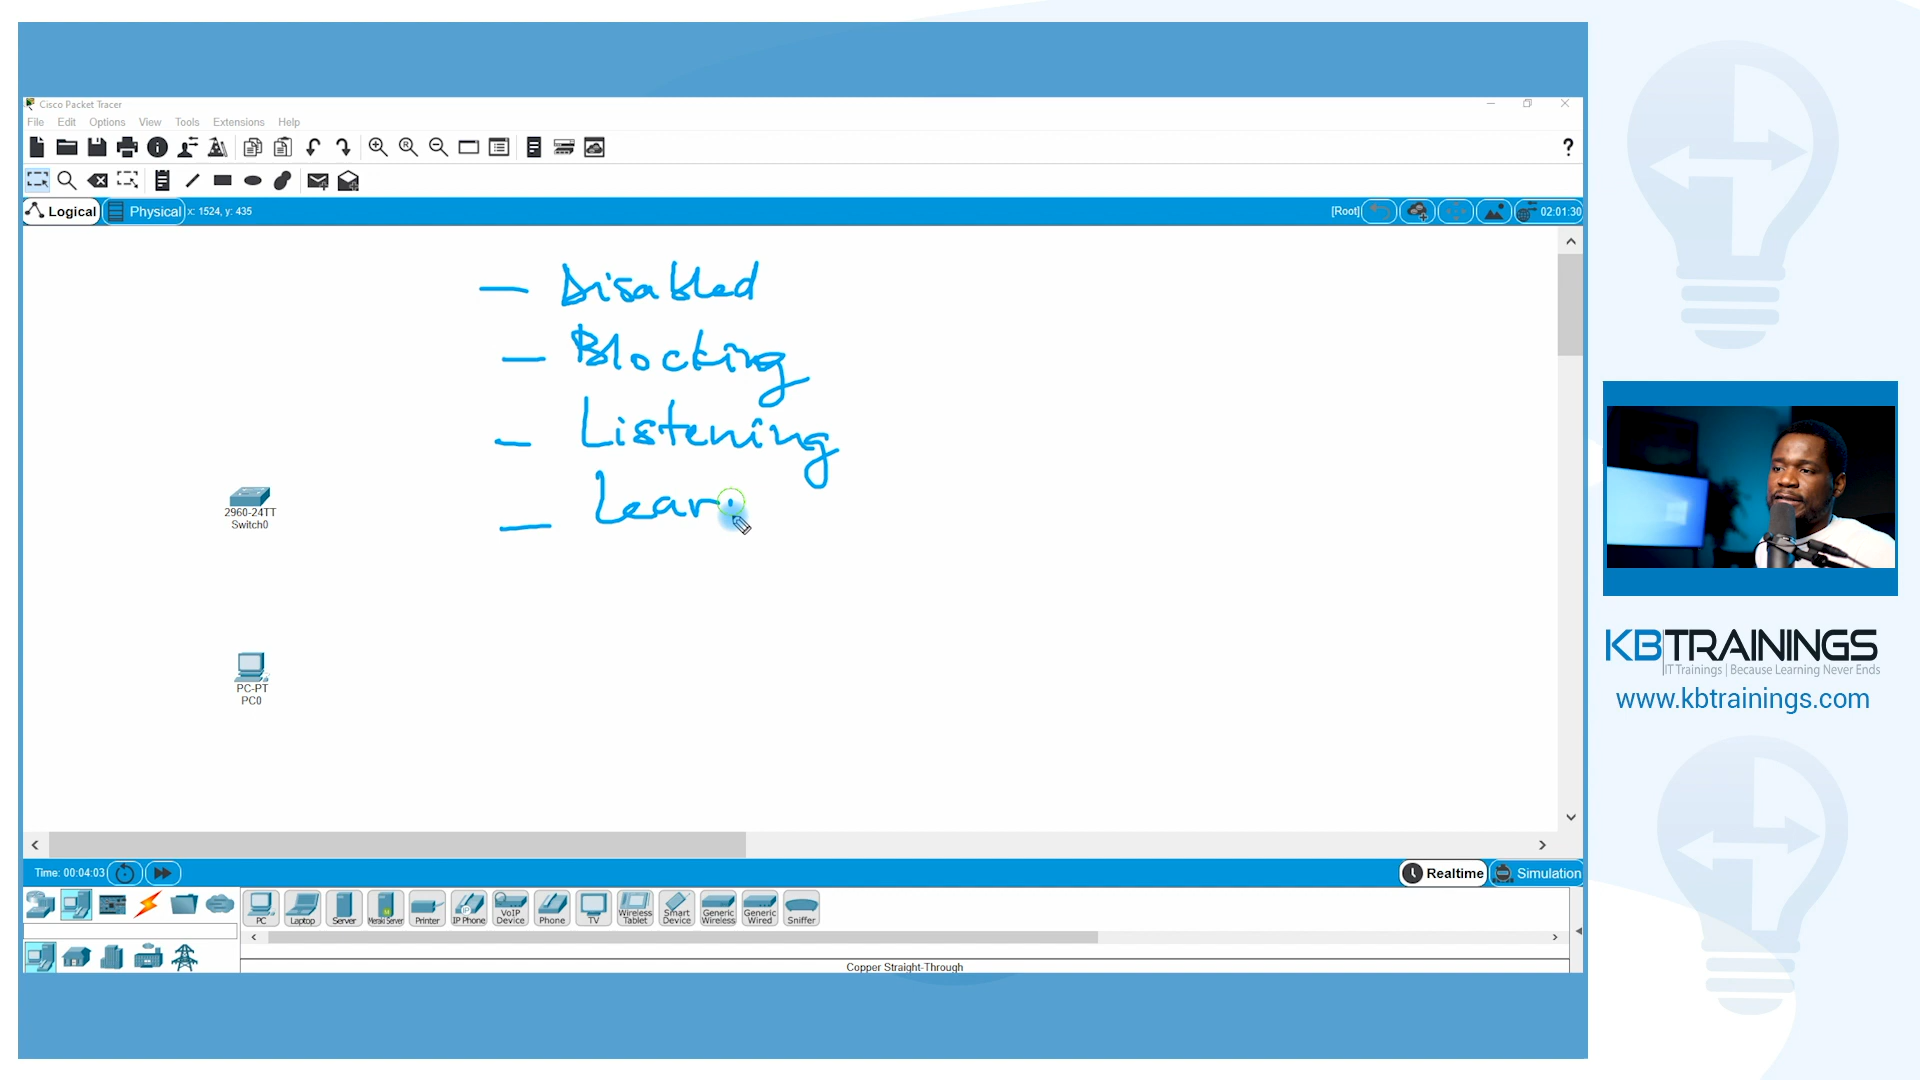 Cisco Packet Tracer
File Edit Options View Tools Extensions Help
?
Logical Physical x: 1524, y: 435 [Root] 02:01:30
— Disabled
— Blocking
— Listening
— Lear
2960-24TT
Switch0
PC-PT
PC0
KBTRAININGS
IT Trainings | Because Learning Never Ends
www.kbtrainings.com
Time: 00:04:03 Realtime Simulation
PC Laptop Server Meraki Server Printer IP Phone VoIP Device Phone TV Wireless Tablet Smart Device Generic Wireless Generic Wired Sniffer
Copper Straight-Through